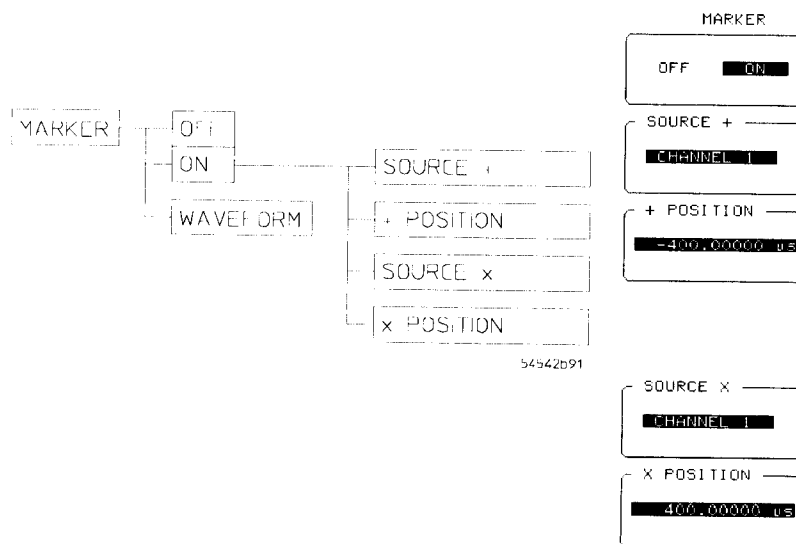 MARKER
OFF
ON
WAVEFORM
SOURCE +
+ POSITION
SOURCE x
x POSITION
54542b91
MARKER
OFF ON
SOURCE +
CHANNEL 1
+ POSITION
-400.00000 us
SOURCE X
CHANNEL 1
X POSITION
400.00000 us